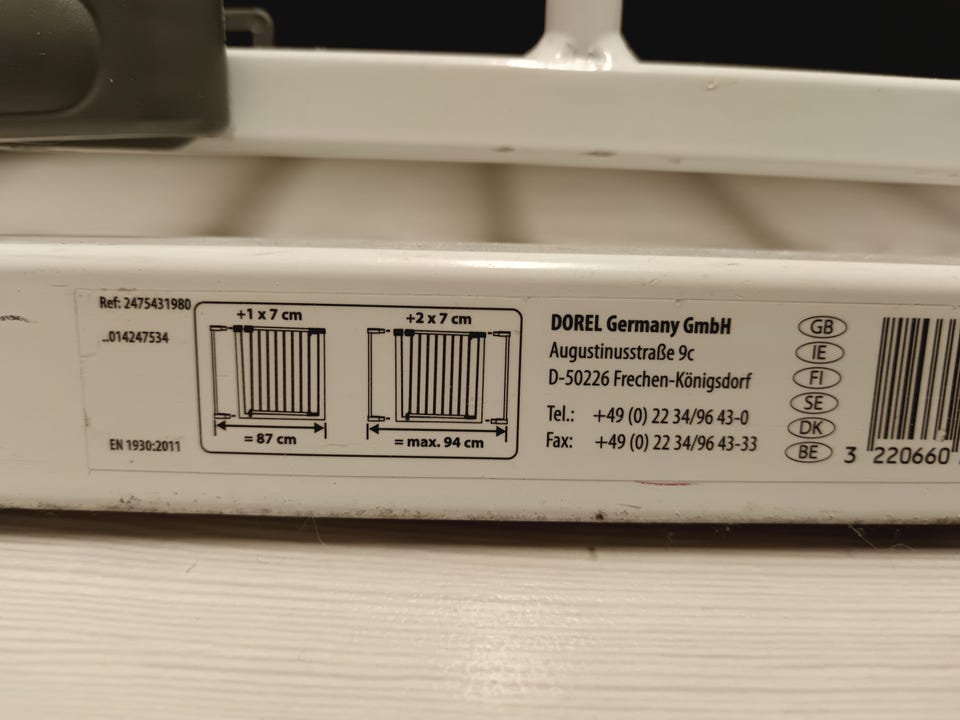 Ref: 2475431980
..014247534
EN 1930:2011
+1 x 7 cm
= 87 cm
+2 x 7 cm
= max. 94 cm
DOREL Germany GmbH
Augustinusstraße 9c
D-50226 Frechen-Königsdorf
Tel.: +49 (0) 22 34/96 43-0
Fax: +49 (0) 22 34/96 43-33
GB
IE
FI
SE
DK
BE
3 220660